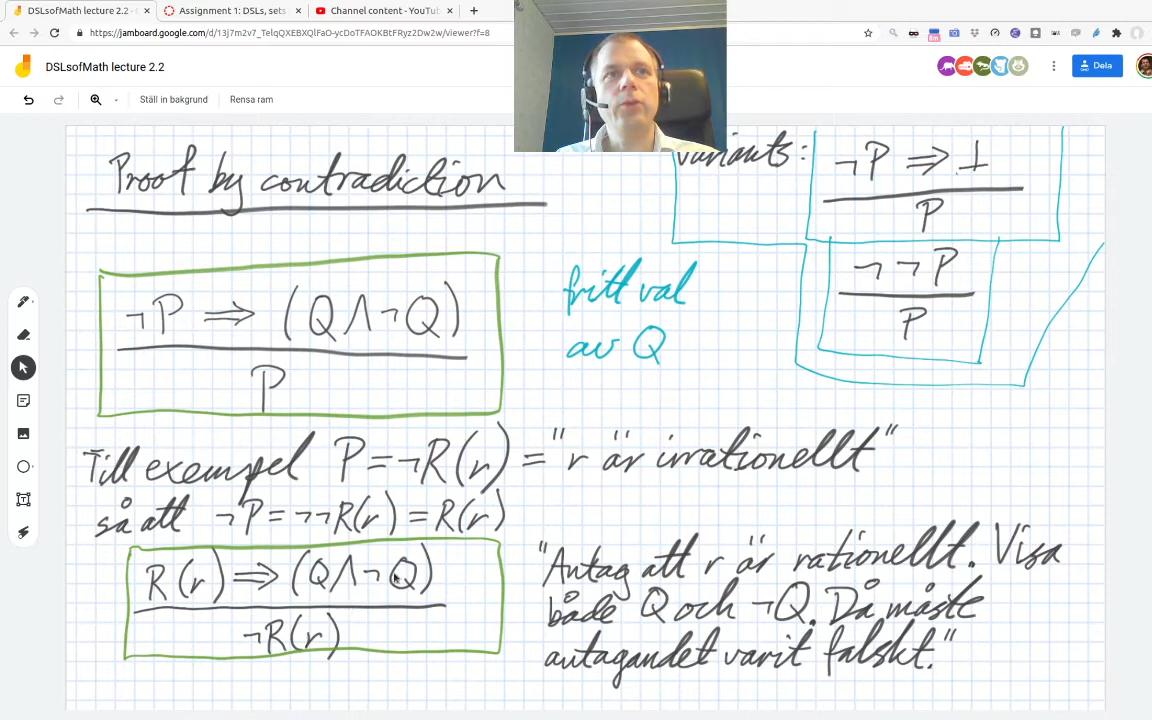 DSLsofMath lecture 2.2 -
Assignment 1: DSLs, sets
Channel content - YouTu
https://jamboard.google.com/d/13j7m2v7_TelqQXEBXQlFaO-ycDoTFAOKBtFRyz2Dw2w/viewer?f=8
DSLsofMath lecture 2.2
Dela
Ställ in bakgrund
Rensa ram
Proof by contradiction
variants:
¬P ⇒ ⊥
P
¬¬P
P
¬P ⇒ (Q∧¬Q)
P
fritt val
av Q
Till exempel P=¬R(r) = "r är irrationellt"
så att ¬P=¬¬R(r)=R(r)
R(r) ⇒ (Q∧¬Q)
¬R(r)
"Antag att r är rationellt. Visa
både Q och ¬Q. Då måste
antagandet varit falskt."